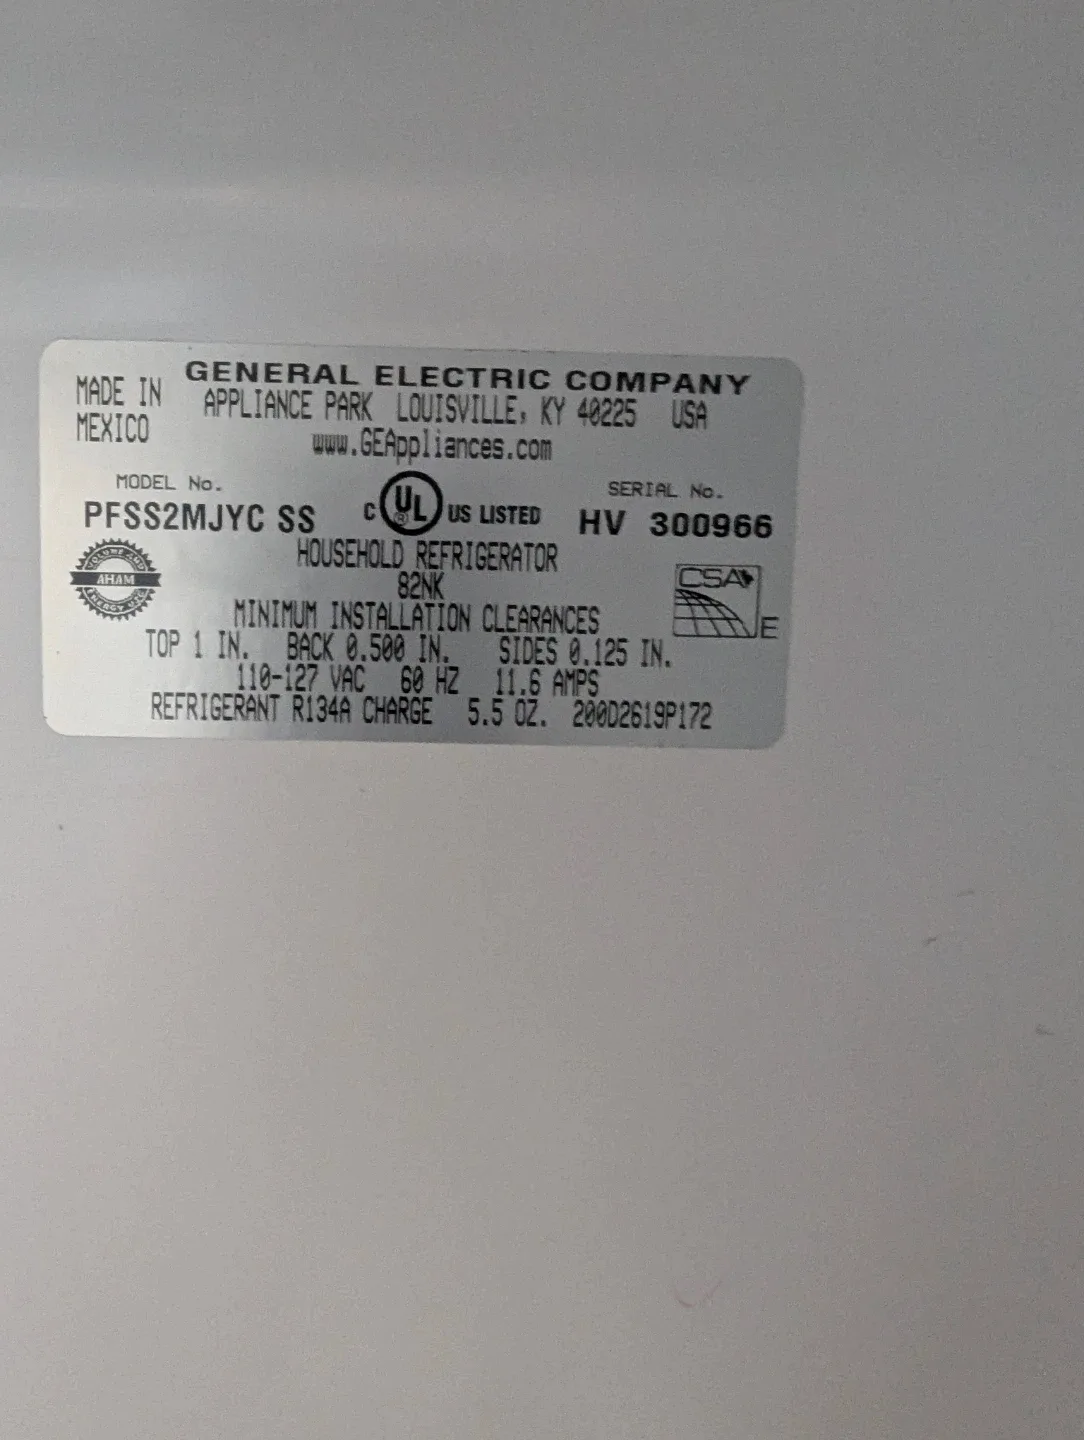 GENERAL ELECTRIC COMPANY
MADE IN MEXICO
APPLIANCE PARK LOUISVILLE, KY 40225 USA
www.GEAppliances.com
MODEL No.
PFSS2MJYC SS
C UL ® US LISTED
SERIAL No.
HV 300966
HOUSEHOLD REFRIGERATOR
82NK
AHAM
ENERGY
CSA
E
MINIMUM INSTALLATION CLEARANCES
TOP 1 IN. BACK 0.500 IN. SIDES 0.125 IN.
110-127 VAC 60 HZ 11.6 AMPS
REFRIGERANT R134A CHARGE 5.5 OZ. 200D2619P172